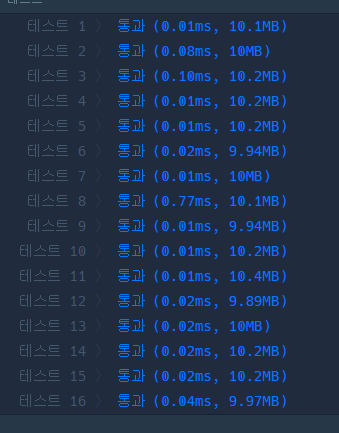 테스트 1 〉 통과 (0.01ms, 10.1MB)
테스트 2 〉 통과 (0.08ms, 10MB)
테스트 3 〉 통과 (0.10ms, 10.2MB)
테스트 4 〉 통과 (0.01ms, 10.2MB)
테스트 5 〉 통과 (0.01ms, 10.2MB)
테스트 6 〉 통과 (0.02ms, 9.94MB)
테스트 7 〉 통과 (0.01ms, 10MB)
테스트 8 〉 통과 (0.77ms, 10.1MB)
테스트 9 〉 통과 (0.01ms, 9.94MB)
테스트 10 〉 통과 (0.01ms, 10.2MB)
테스트 11 〉 통과 (0.01ms, 10.4MB)
테스트 12 〉 통과 (0.02ms, 9.89MB)
테스트 13 〉 통과 (0.02ms, 10MB)
테스트 14 〉 통과 (0.02ms, 10.2MB)
테스트 15 〉 통과 (0.02ms, 10.2MB)
테스트 16 〉 통과 (0.04ms, 9.97MB)